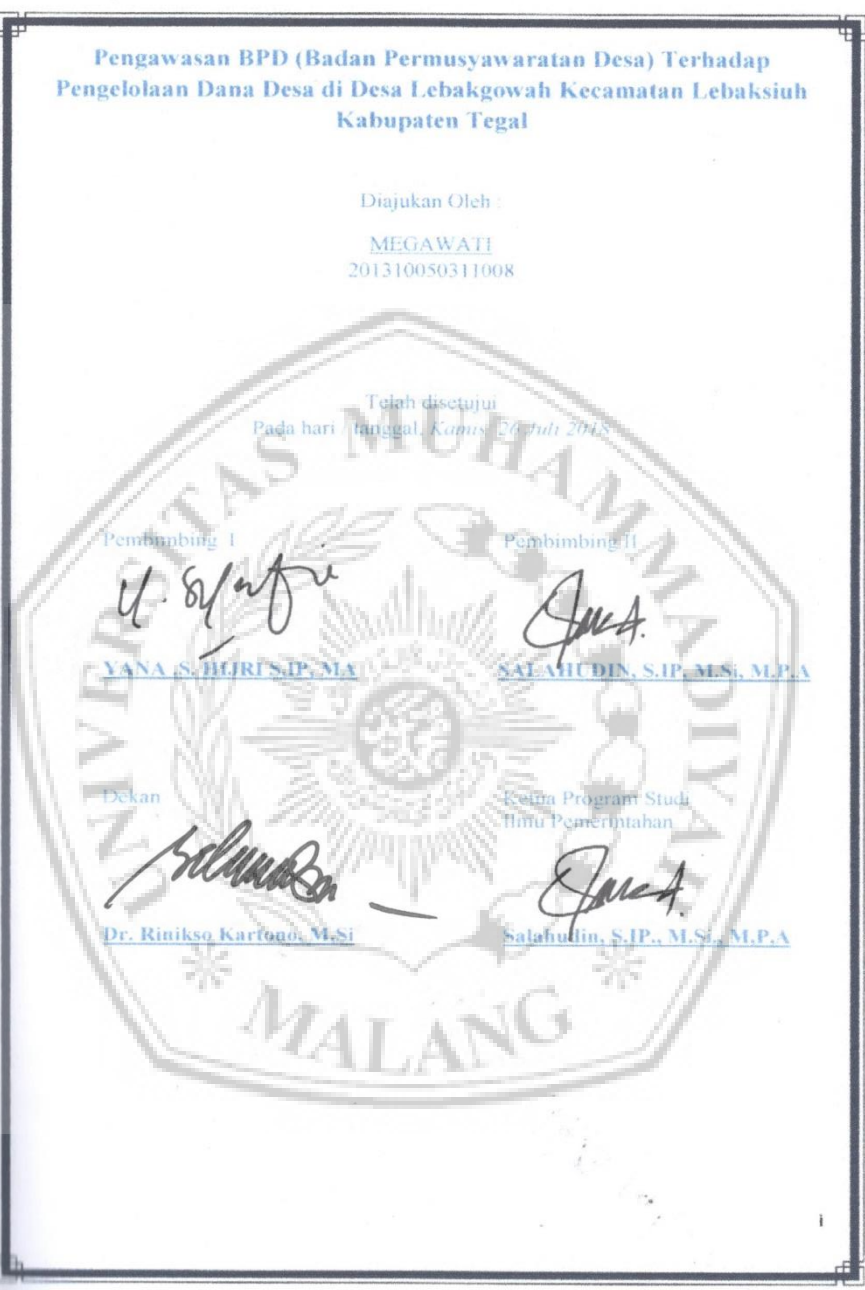 Pengawasan BPD (Badan Permusyawaratan Desa) Terhadap
Pengelolaan Dana Desa di Desa Lebakgowah Kecamatan Lebaksiuh
Kabupaten Tegal
Diajukan Oleh :
MEGAWATI
201310050311008
Telah disetujui
Pada hari / tanggal, Kamis, 26 Juli 2018
Pembimbing I
Pembimbing II
YANA .S. HIJRI S.IP, MA
SALAHUDIN, S.IP, M.Si, M.P.A
Dekan
Ketua Program Studi
Ilmu Pemerintahan
Dr. Rinikso Kartono, M.Si
Salahudin, S.IP., M.Si., M.P.A
UNIVERSITAS MUHAMMADIYAH
MALANG
i